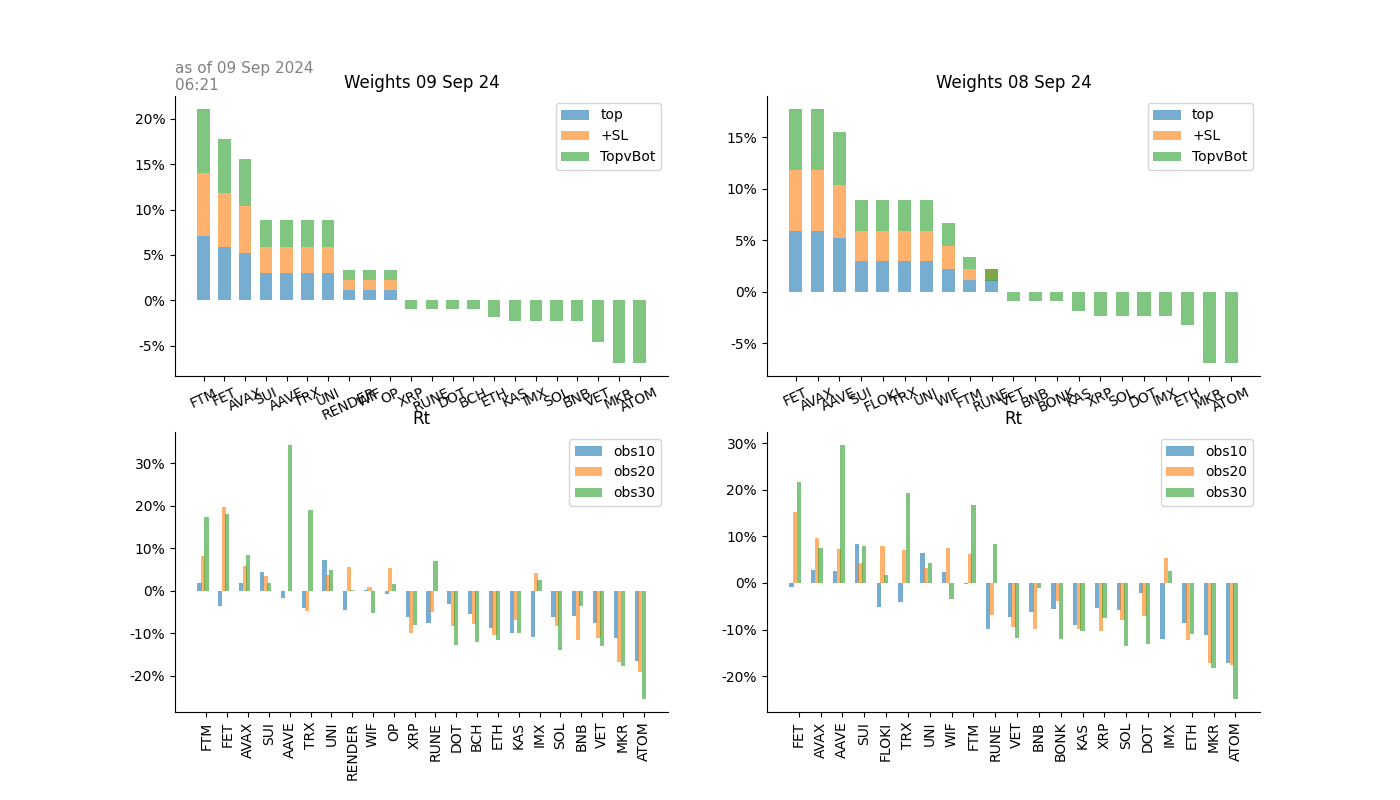 as of 09 Sep 2024
06:21
Weights 09 Sep 24
20%
15%
10%
5%
0%
-5%
top
+SL
TopvBot
FTM FET AVAX SUI AAVE TRX UNI RENDER WIF OP XRP RUNE DOT BCH ETH KAS IMX SOL BNB VET MKR ATOM
Weights 08 Sep 24
15%
10%
5%
0%
-5%
top
+SL
TopvBot
FET AVAX AAVE SUI FLOKI TRX UNI WIF FTM RUNE VET BNB BONK KAS XRP SOL DOT IMX ETH MKR ATOM
Rt
30%
20%
10%
0%
-10%
-20%
obs10
obs20
obs30
FTM FET AVAX SUI AAVE TRX UNI RENDER WIF OP XRP RUNE DOT BCH ETH KAS IMX SOL BNB VET MKR ATOM
Rt
30%
20%
10%
0%
-10%
-20%
obs10
obs20
obs30
FET AVAX AAVE SUI FLOKI TRX UNI WIF FTM RUNE VET BNB BONK KAS XRP SOL DOT IMX ETH MKR ATOM